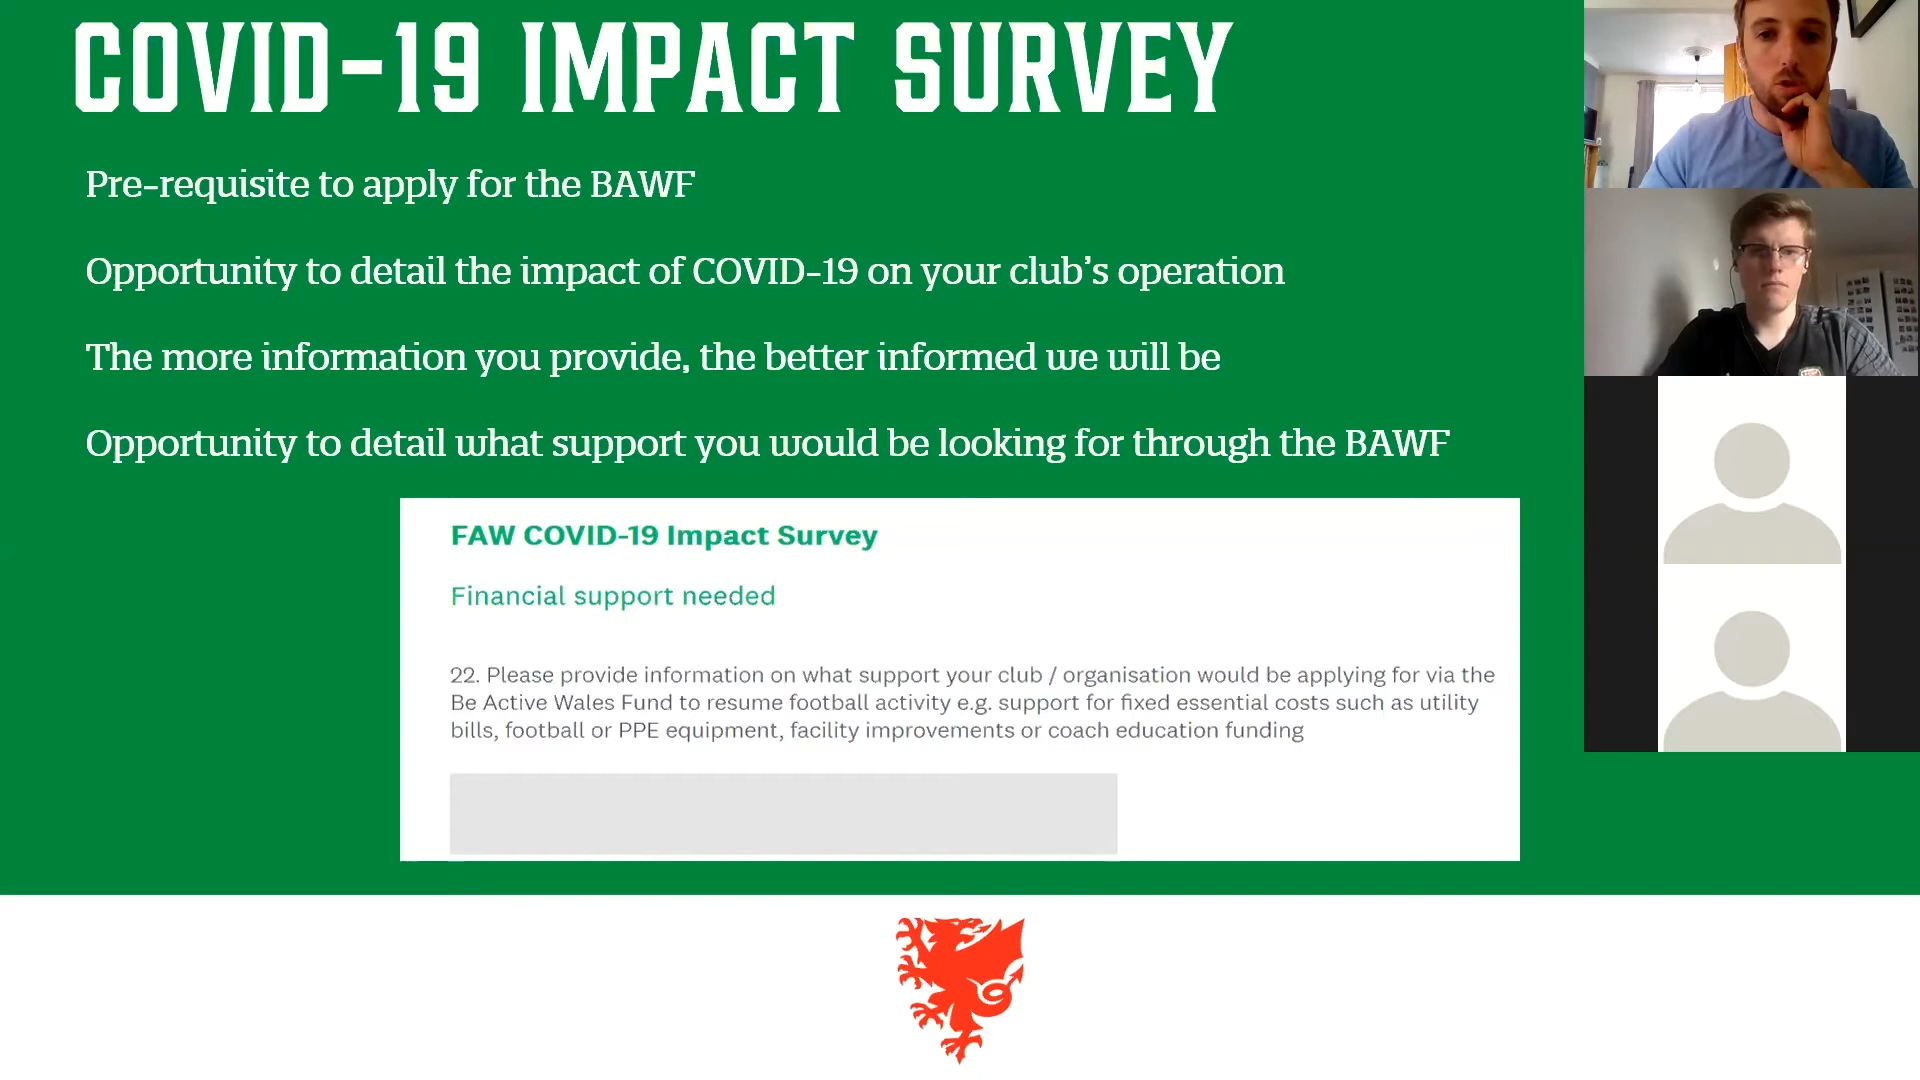 COVID-19 IMPACT SURVEY
Pre-requisite to apply for the BAWF
Opportunity to detail the impact of COVID-19 on your club's operation
The more information you provide, the better informed we will be
Opportunity to detail what support you would be looking for through the BAWF
FAW COVID-19 Impact Survey
Financial support needed
22. Please provide information on what support your club / organisation would be applying for via the
Be Active Wales Fund to resume football activity e.g. support for fixed essential costs such as utility
bills, football or PPE equipment, facility improvements or coach education funding